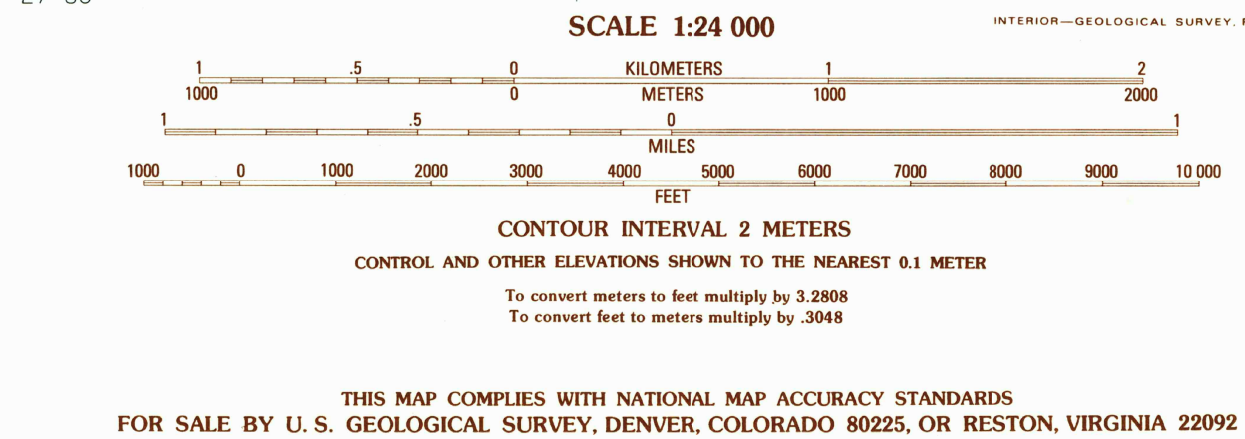 SCALE 1:24 000
INTERIOR—GEOLOGICAL SURVEY,
1 .5 0 KILOMETERS 1 2
1000 0 METERS 1000 2000
1 .5 0 1
MILES
1000 0 1000 2000 3000 4000 5000 6000 7000 8000 9000 10 000
FEET
CONTOUR INTERVAL 2 METERS
CONTROL AND OTHER ELEVATIONS SHOWN TO THE NEAREST 0.1 METER
To convert meters to feet multiply by 3.2808
To convert feet to meters multiply by .3048
THIS MAP COMPLIES WITH NATIONAL MAP ACCURACY STANDARDS
FOR SALE BY U. S. GEOLOGICAL SURVEY, DENVER, COLORADO 80225, OR RESTON, VIRGINIA 22092